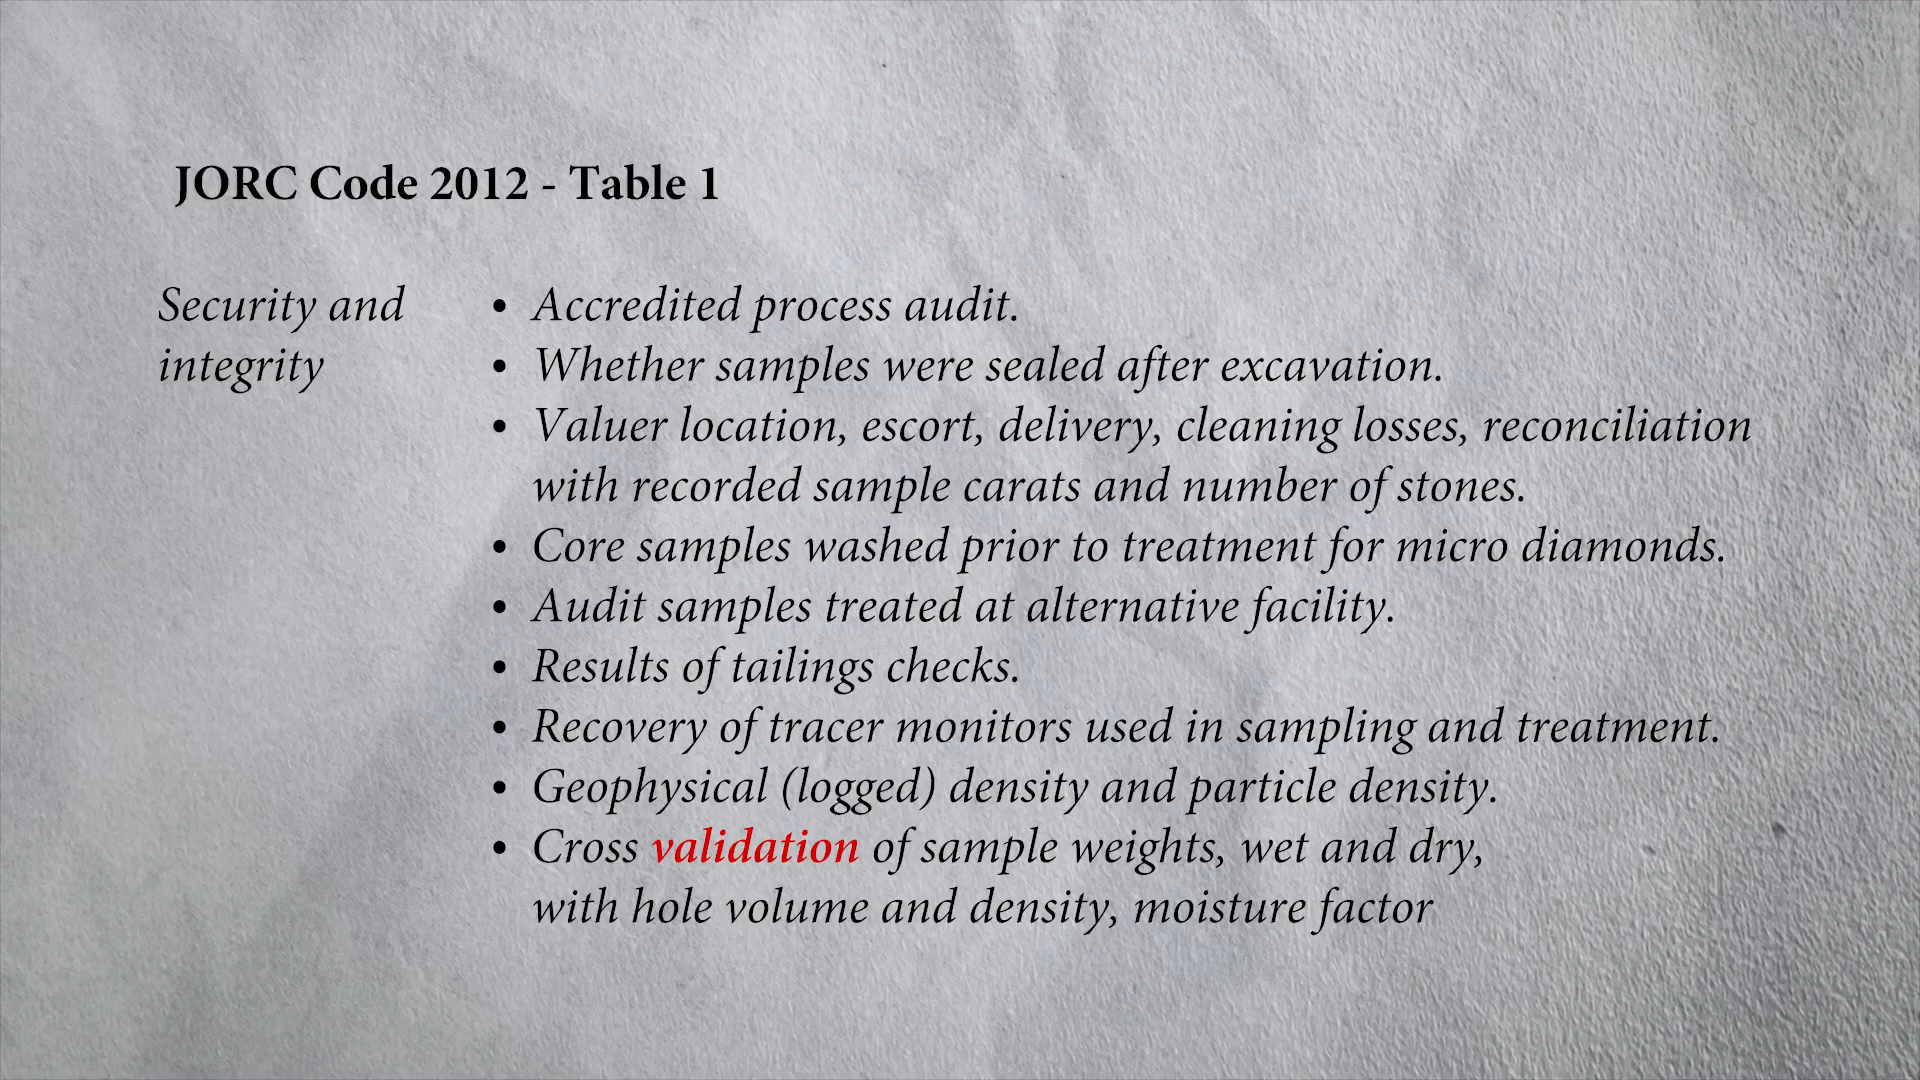 JORC Code 2012 - Table 1
Security and
integrity
• Accredited process audit.
• Whether samples were sealed after excavation.
• Valuer location, escort, delivery, cleaning losses, reconciliation
with recorded sample carats and number of stones.
• Core samples washed prior to treatment for micro diamonds.
• Audit samples treated at alternative facility.
• Results of tailings checks.
• Recovery of tracer monitors used in sampling and treatment.
• Geophysical (logged) density and particle density.
• Cross validation of sample weights, wet and dry,
with hole volume and density, moisture factor